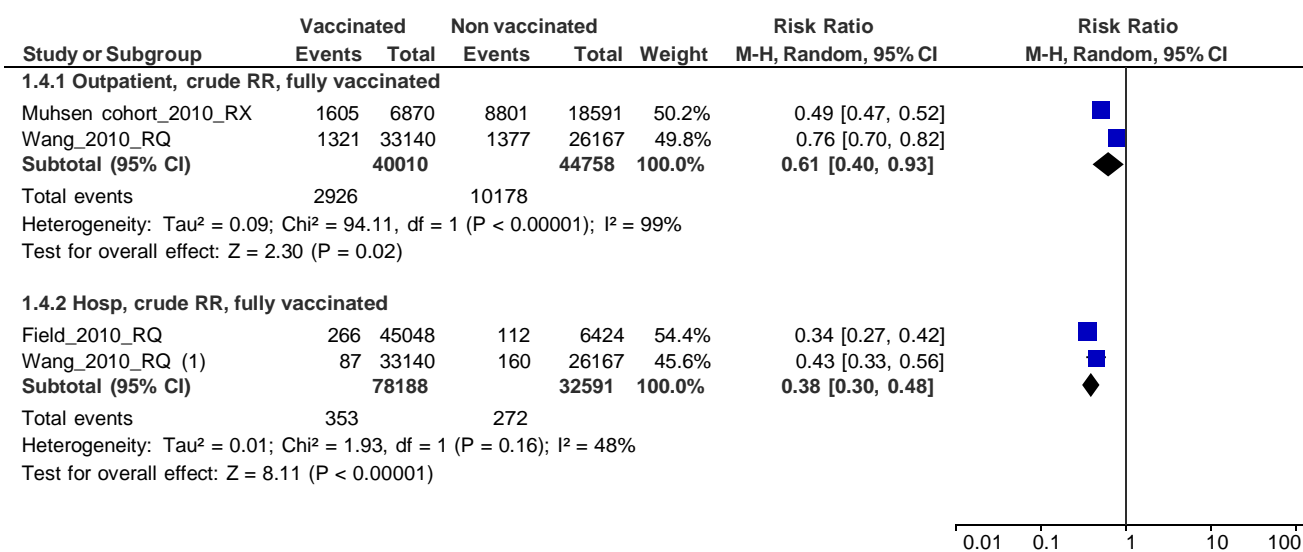 Vaccinated Non vaccinated Risk Ratio Risk Ratio
Study or Subgroup Events Total Events Total Weight M-H, Random, 95% CI M-H, Random, 95% CI
1.4.1 Outpatient, crude RR, fully vaccinated
Muhsen cohort_2010_RX 1605 6870 8801 18591 50.2% 0.49 [0.47, 0.52]
Wang_2010_RQ 1321 33140 1377 26167 49.8% 0.76 [0.70, 0.82]
Subtotal (95% CI) 40010 44758 100.0% 0.61 [0.40, 0.93]
Total events 2926 10178
Heterogeneity: Tau² = 0.09; Chi² = 94.11, df = 1 (P < 0.00001); I² = 99%
Test for overall effect: Z = 2.30 (P = 0.02)
1.4.2 Hosp, crude RR, fully vaccinated
Field_2010_RQ 266 45048 112 6424 54.4% 0.34 [0.27, 0.42]
Wang_2010_RQ (1) 87 33140 160 26167 45.6% 0.43 [0.33, 0.56]
Subtotal (95% CI) 78188 32591 100.0% 0.38 [0.30, 0.48]
Total events 353 272
Heterogeneity: Tau² = 0.01; Chi² = 1.93, df = 1 (P = 0.16); I² = 48%
Test for overall effect: Z = 8.11 (P < 0.00001)
0.01 0.1 1 10 100